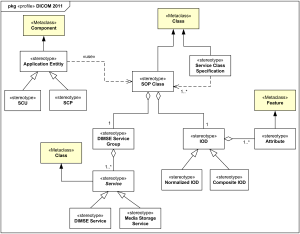 pkg «profile» DICOM 2011
«Metaclass»
Component
«Metaclass»
Class
«stereotype»
Application Entity
«use»
«stereotype»
SOP Class
«stereotype»
Service Class
Specification
1..*
«stereotype»
SCU
«stereotype»
SCP
«Metaclass»
Feature
1
1
«stereotype»
DIMSE Service
Group
«stereotype»
IOD
1..*
«stereotype»
Attribute
«Metaclass»
Class
1..*
«stereotype»
Service
«stereotype»
Normalized IOD
«stereotype»
Composite IOD
«stereotype»
DIMSE Service
«stereotype»
Media Storage
Service